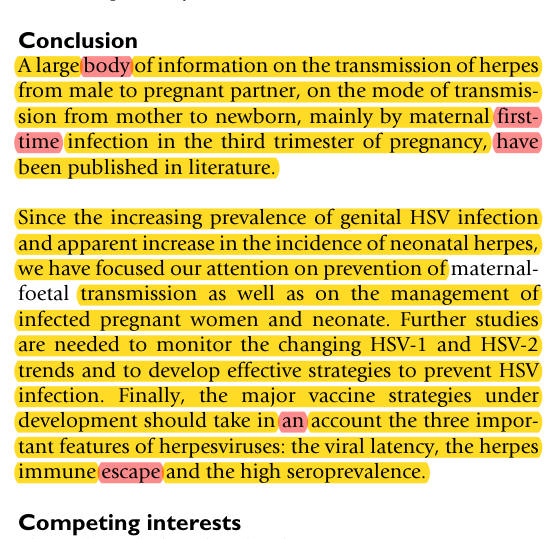 Conclusion
A large body of information on the transmission of herpes
from male to pregnant partner, on the mode of transmis-
sion from mother to newborn, mainly by maternal first-
time infection in the third trimester of pregnancy, have
been published in literature.
Since the increasing prevalence of genital HSV infection
and apparent increase in the incidence of neonatal herpes,
we have focused our attention on prevention of maternal-
foetal transmission as well as on the management of
infected pregnant women and neonate. Further studies
are needed to monitor the changing HSV-1 and HSV-2
trends and to develop effective strategies to prevent HSV
infection. Finally, the major vaccine strategies under
development should take in an account the three impor-
tant features of herpesviruses: the viral latency, the herpes
immune escape and the high seroprevalence.
Competing interests